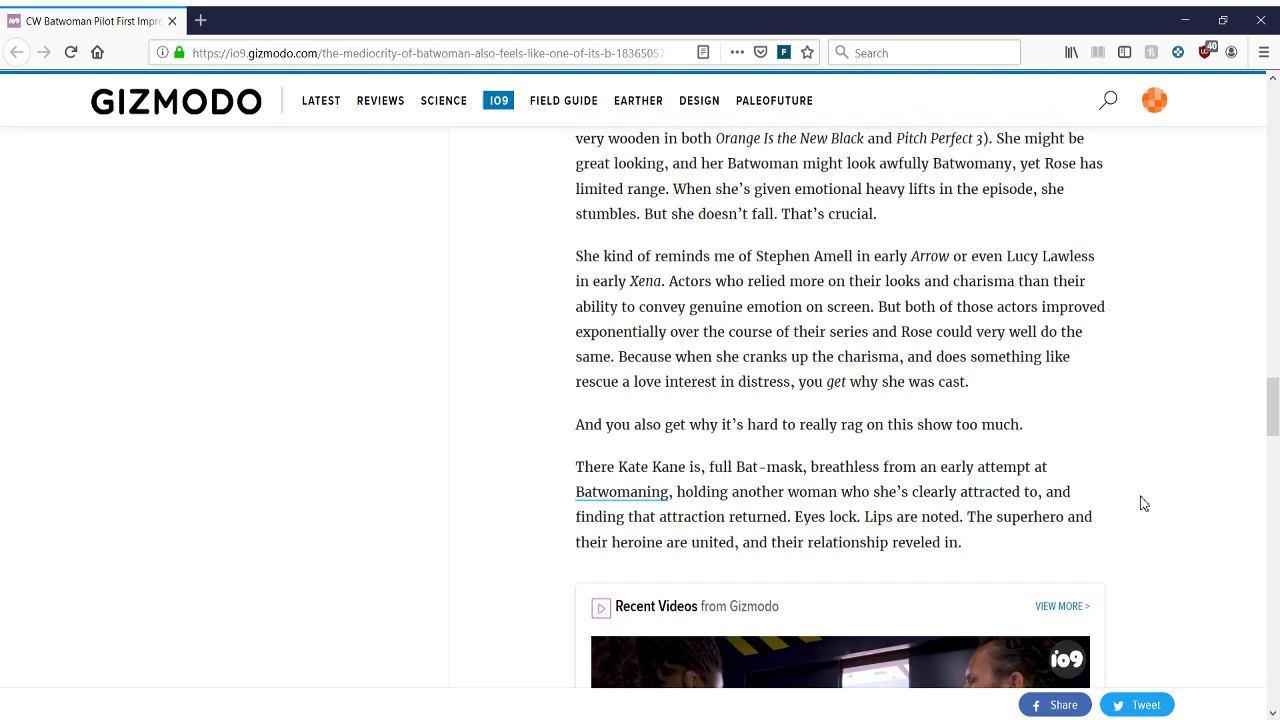 CW Batwoman Pilot First Impre
https://io9.gizmodo.com/the-mediocrity-of-batwoman-also-feels-like-one-of-its-b-18365057
Search
40
GIZMODO
LATEST REVIEWS SCIENCE IO9 FIELD GUIDE EARTHER DESIGN PALEOFUTURE
very wooden in both Orange Is the New Black and Pitch Perfect 3). She might be
great looking, and her Batwoman might look awfully Batwomany, yet Rose has
limited range. When she’s given emotional heavy lifts in the episode, she
stumbles. But she doesn’t fall. That’s crucial.
She kind of reminds me of Stephen Amell in early Arrow or even Lucy Lawless
in early Xena. Actors who relied more on their looks and charisma than their
ability to convey genuine emotion on screen. But both of those actors improved
exponentially over the course of their series and Rose could very well do the
same. Because when she cranks up the charisma, and does something like
rescue a love interest in distress, you get why she was cast.
And you also get why it’s hard to really rag on this show too much.
There Kate Kane is, full Bat-mask, breathless from an early attempt at
Batwomaning, holding another woman who she’s clearly attracted to, and
finding that attraction returned. Eyes lock. Lips are noted. The superhero and
their heroine are united, and their relationship reveled in.
Recent Videos from Gizmodo
VIEW MORE >
io9
Share
Tweet